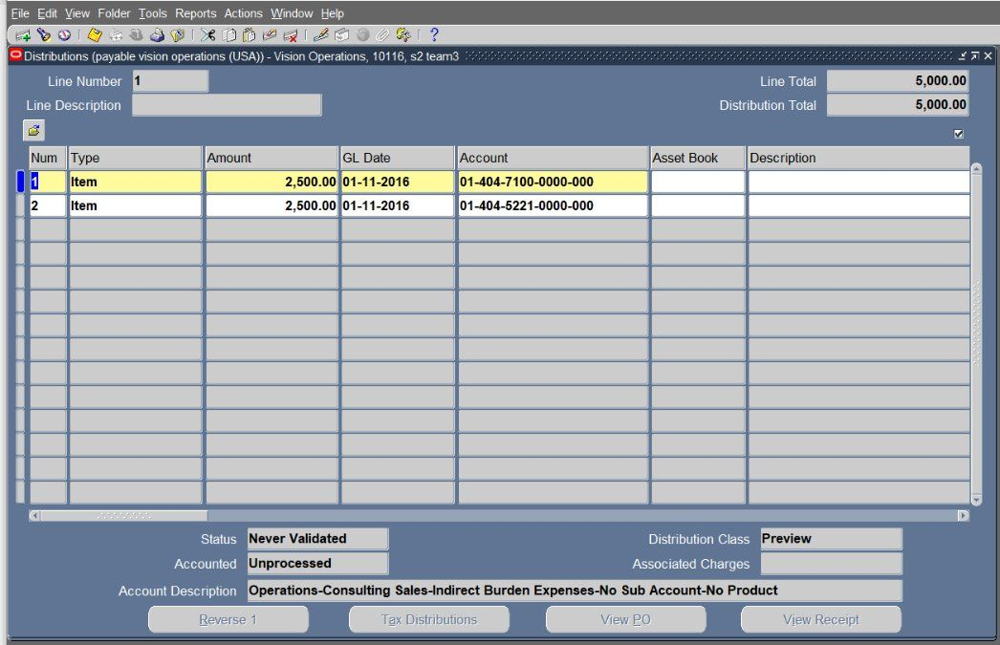 File Edit View Folder Tools Reports Actions Window Help
Distributions (payable vision operations (USA)) - Vision Operations, 10116, s2 team3
Line Number 1 Line Total 5,000.00
Line Description Distribution Total 5,000.00
Num Type Amount GL Date Account Asset Book Description
1 Item 2,500.00 01-11-2016 01-404-7100-0000-000
2 Item 2,500.00 01-11-2016 01-404-5221-0000-000
Status Never Validated Distribution Class Preview
Accounted Unprocessed Associated Charges
Account Description Operations-Consulting Sales-Indirect Burden Expenses-No Sub Account-No Product
Reverse 1 Tax Distributions View PO View Receipt